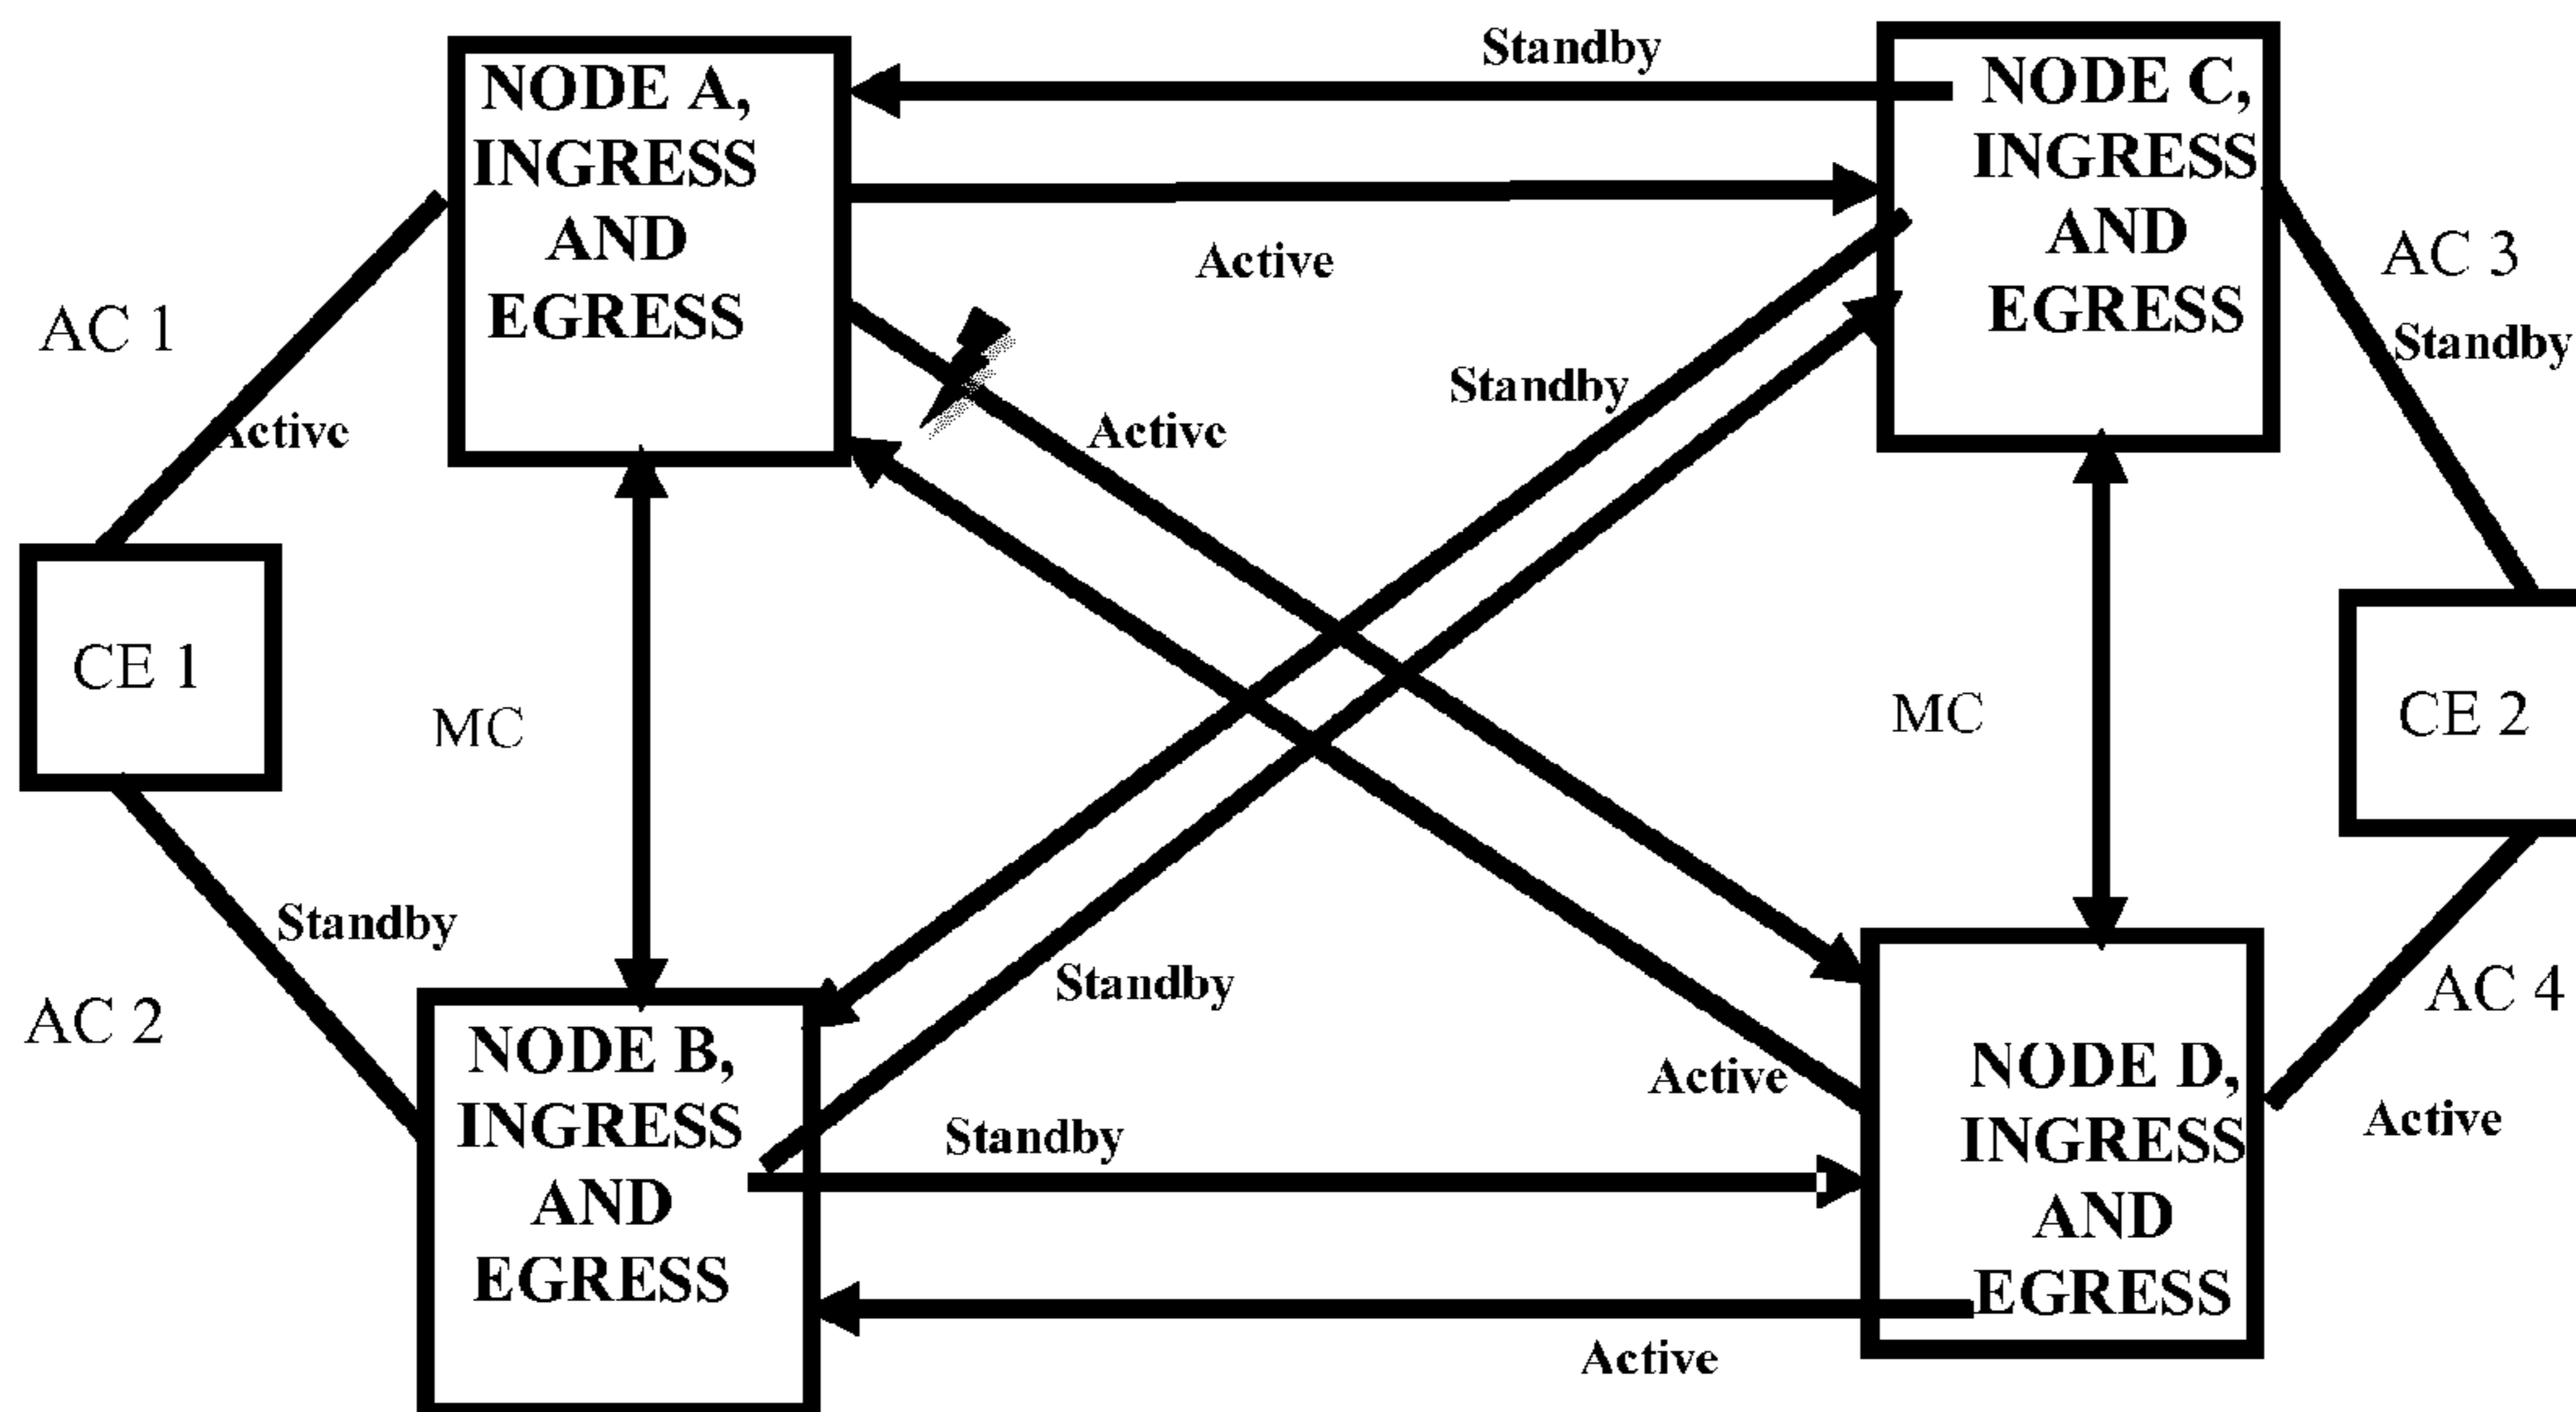 Standby
NODE A,
INGRESS
AND
EGRESS
NODE C,
INGRESS
AND
EGRESS
Active
AC 1
Active
Active
Standby
AC 3
Standby
CE 1
MC
MC
CE 2
Standby
AC 2
Standby
AC 4
Active
NODE B,
INGRESS
AND
EGRESS
Standby
Active
NODE D,
INGRESS
AND
EGRESS
Active